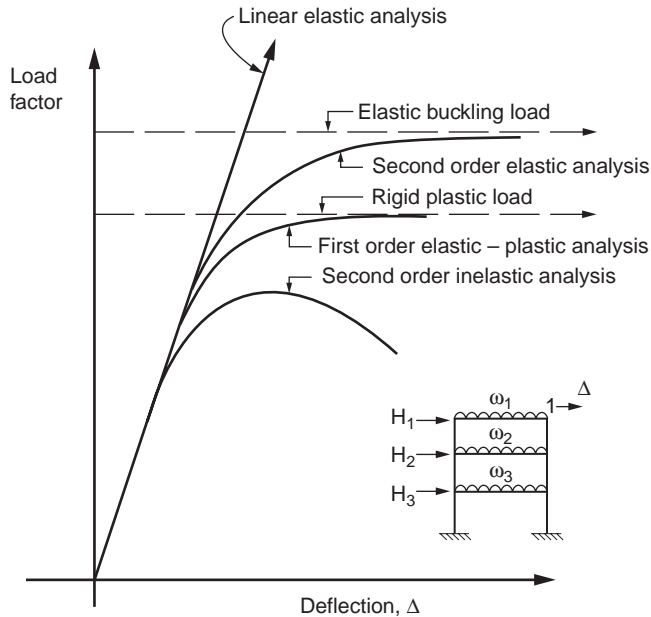 Linear elastic analysis
Load
factor
Elastic buckling load
Second order elastic analysis
Rigid plastic load
First order elastic – plastic analysis
Second order inelastic analysis
ω1
1
Δ
H1
ω2
H2
ω3
H3
Deflection, Δ